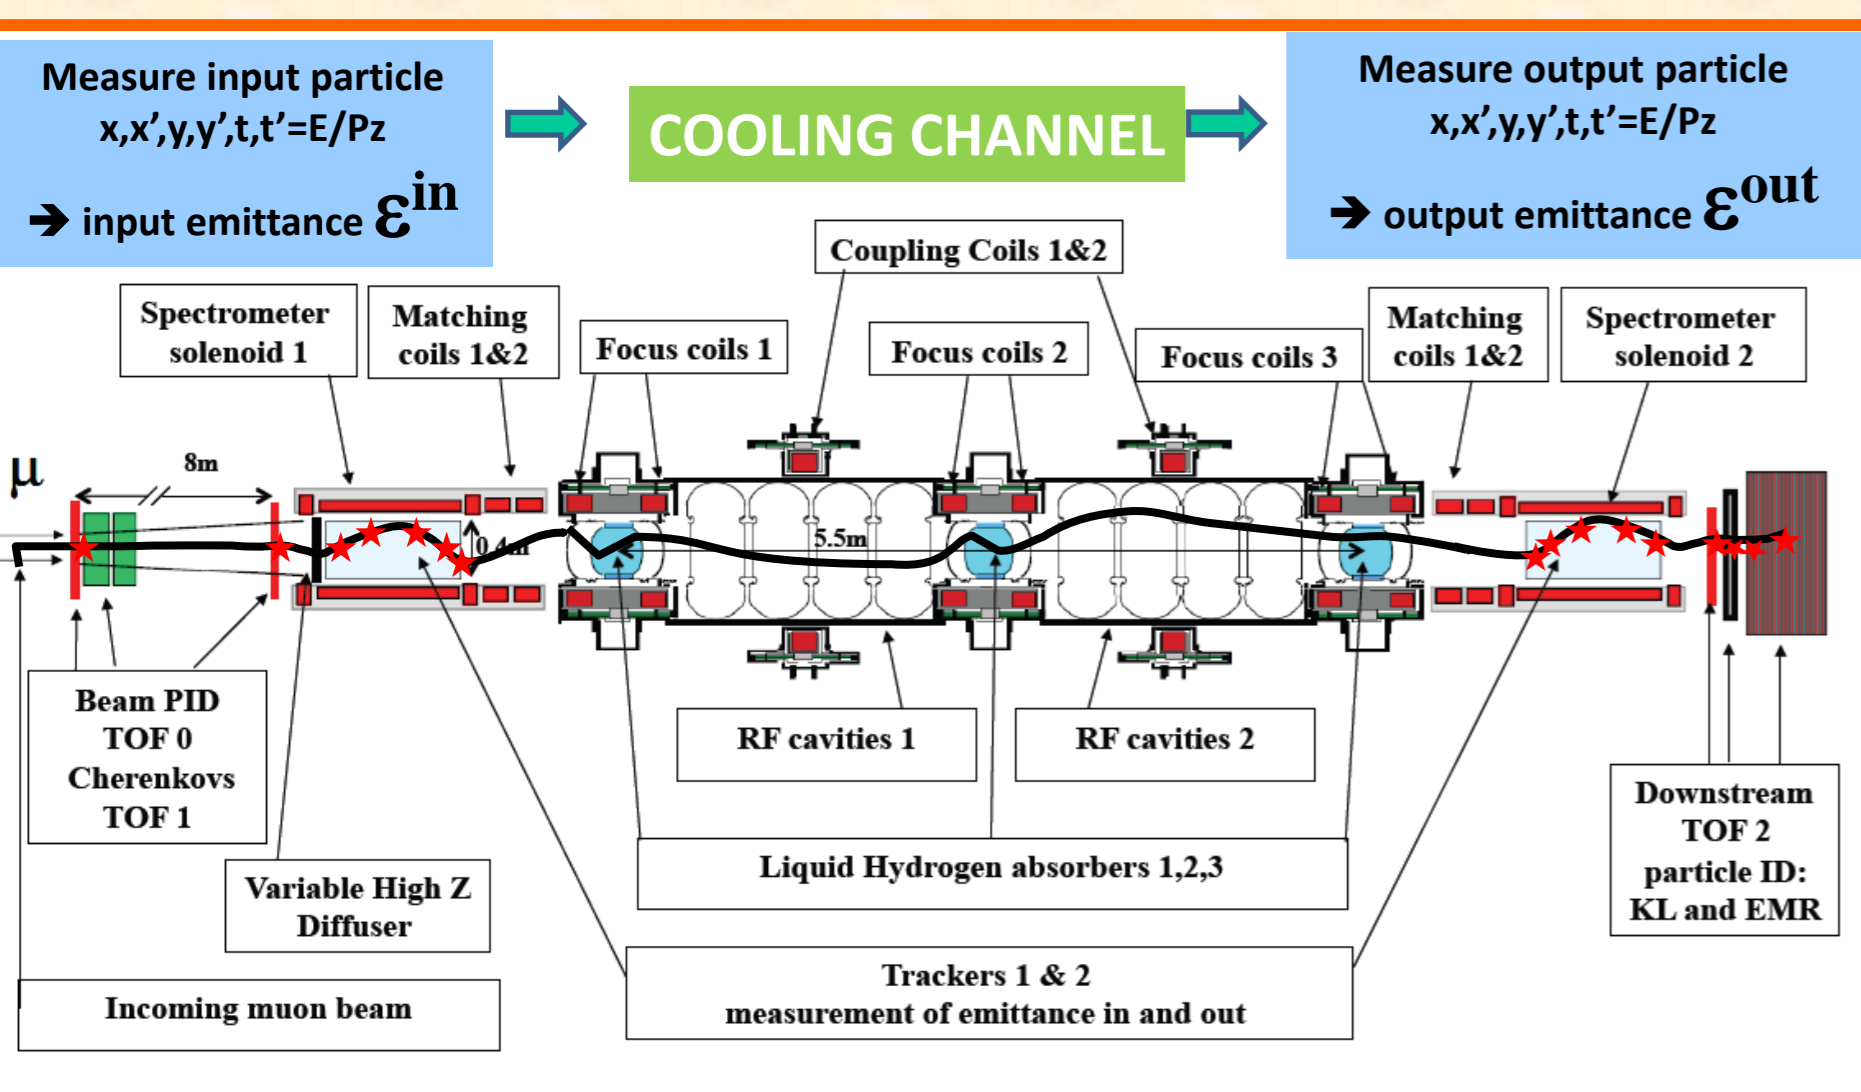 Measure input particle
x,x’,y,y’,t,t’=E/Pz
➔ input emittance εⁱⁿ
COOLING CHANNEL
Measure output particle
x,x’,y,y’,t,t’=E/Pz
➔ output emittance εᵒᵘᵗ
Coupling Coils 1&2
Spectrometer
solenoid 1
Matching
coils 1&2
Focus coils 1
Focus coils 2
Focus coils 3
Matching
coils 1&2
Spectrometer
solenoid 2
μ
8m
0.4m
5.5m
Beam PID
TOF 0
Cherenkovs
TOF 1
RF cavities 1
RF cavities 2
Downstream
TOF 2
particle ID:
KL and EMR
Variable High Z
Diffuser
Liquid Hydrogen absorbers 1,2,3
Incoming muon beam
Trackers 1 & 2
measurement of emittance in and out